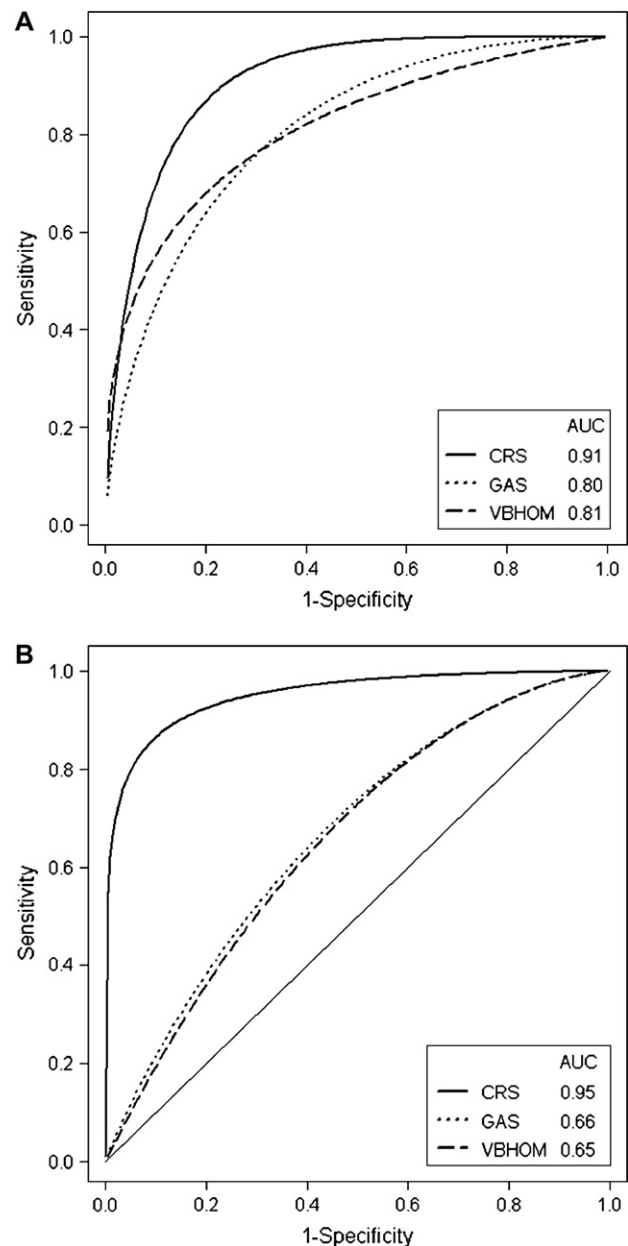 A
1.0
0.8
0.6
0.4
0.2
0.0
Sensitivity
AUC
CRS 0.91
GAS 0.80
VBHOM 0.81
0.0 0.2 0.4 0.6 0.8 1.0
1-Specificity
B
1.0
0.8
0.6
0.4
0.2
0.0
Sensitivity
AUC
CRS 0.95
GAS 0.66
VBHOM 0.65
0.0 0.2 0.4 0.6 0.8 1.0
1-Specificity